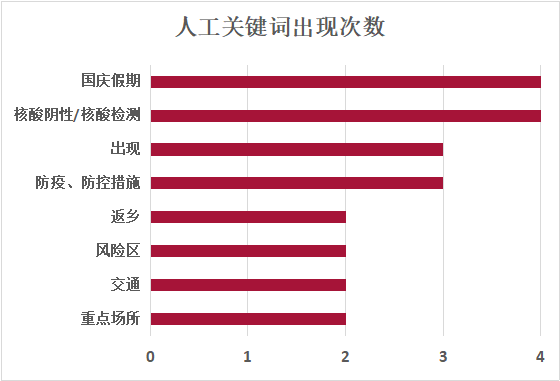 人工关键词出现次数
国庆假期
核酸阴性/核酸检测
出现
防疫、防控措施
返乡
风险区
交通
重点场所
0 1 2 3 4